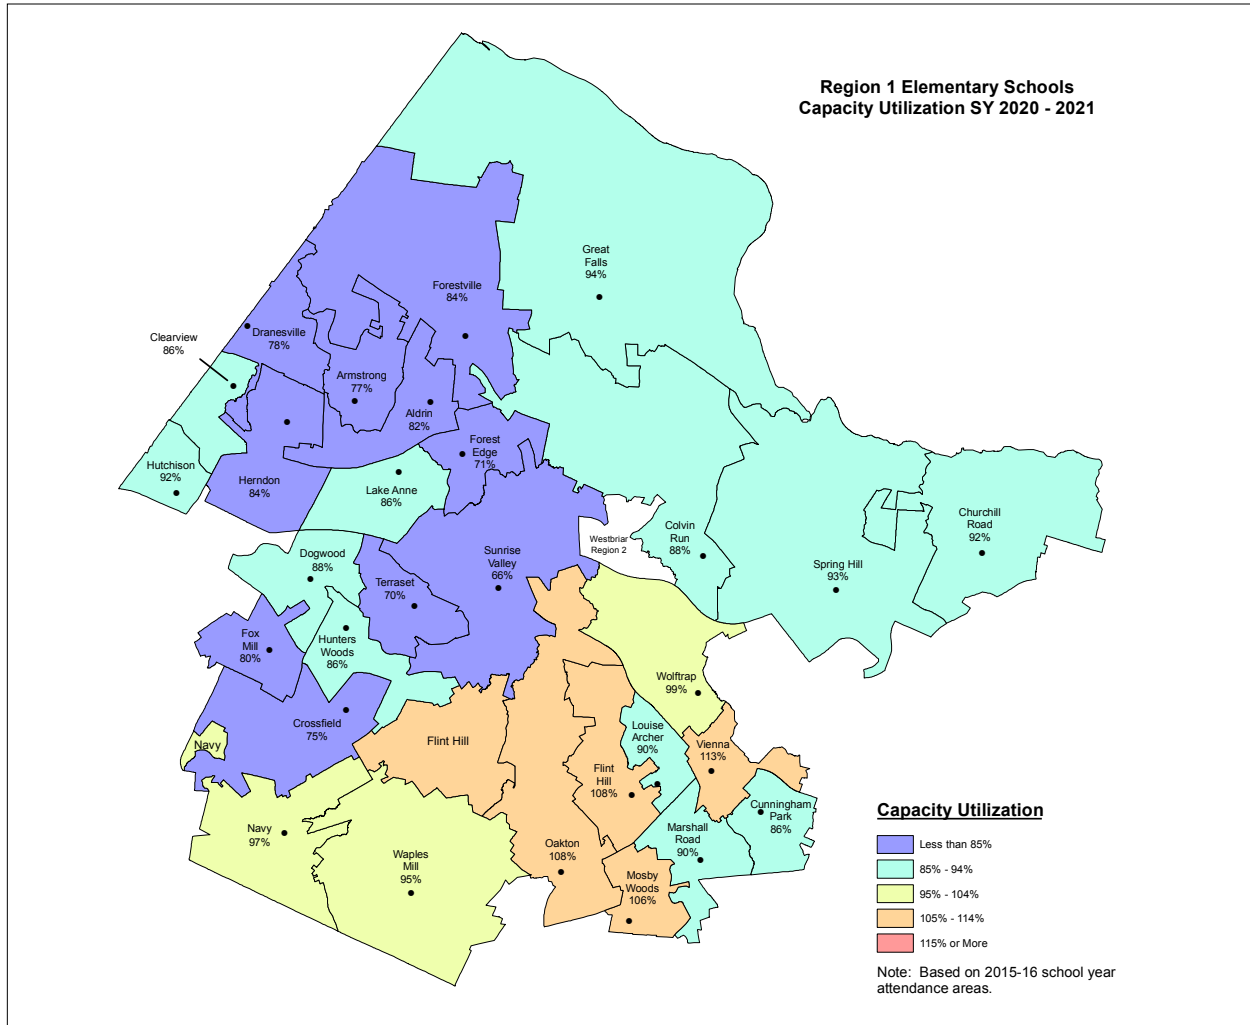 Region 1 Elementary Schools
Capacity Utilization SY 2020 - 2021
Great
Falls
94%
Forestville
84%
Clearview
86%
Dranesville
78%
Armstrong
77%
Aldrin
82%
Forest
Edge
71%
Hutchison
92%
Herndon
84%
Lake Anne
86%
Churchill
Road
92%
Colvin
Run
88%
Westbriar
Region 2
Spring Hill
93%
Dogwood
88%
Sunrise
Valley
66%
Terraset
70%
Fox
Mill
80%
Hunters
Woods
86%
Wolftrap
99%
Crossfield
75%
Louise
Archer
90%
Navy
Flint Hill
Vienna
113%
Flint
Hill
108%
Cunningham
Park
86%
Navy
97%
Marshall
Road
90%
Oakton
108%
Waples
Mill
95%
Mosby
Woods
106%
Capacity Utilization
Less than 85%
85% - 94%
95% - 104%
105% - 114%
115% or More
Note: Based on 2015-16 school year
attendance areas.